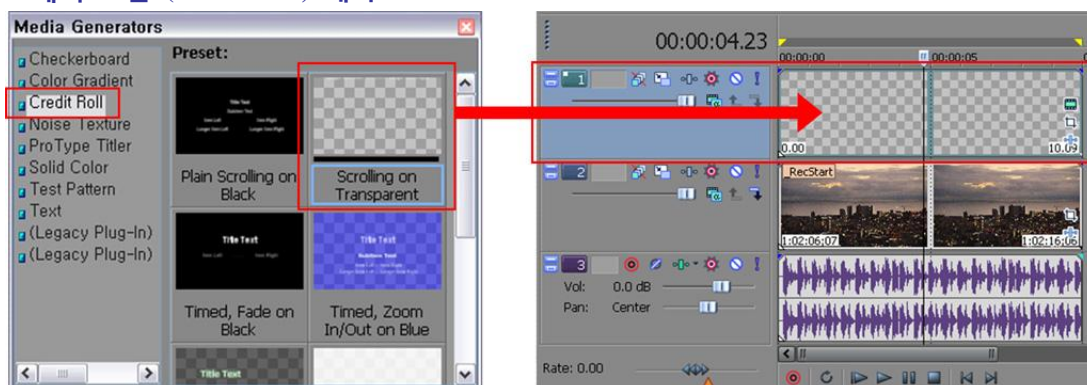 Media Generators
Checkerboard
Color Gradient
Credit Roll
Noise Texture
ProType Titler
Solid Color
Test Pattern
Text
(Legacy Plug-In)
(Legacy Plug-In)
Preset:
Plain Scrolling on
Black
Scrolling on
Transparent
Title Text
Timed, Fade on
Black
Title Text
Timed, Zoom
In/Out on Blue
Title Text
00:00:04.23
00:00:00
00:00:05
1
0.00
10.09
2
RecStart
1:02:06;07
1:02:16;06
3
Vol:
0.0 dB
Pan:
Center
Rate: 0.00